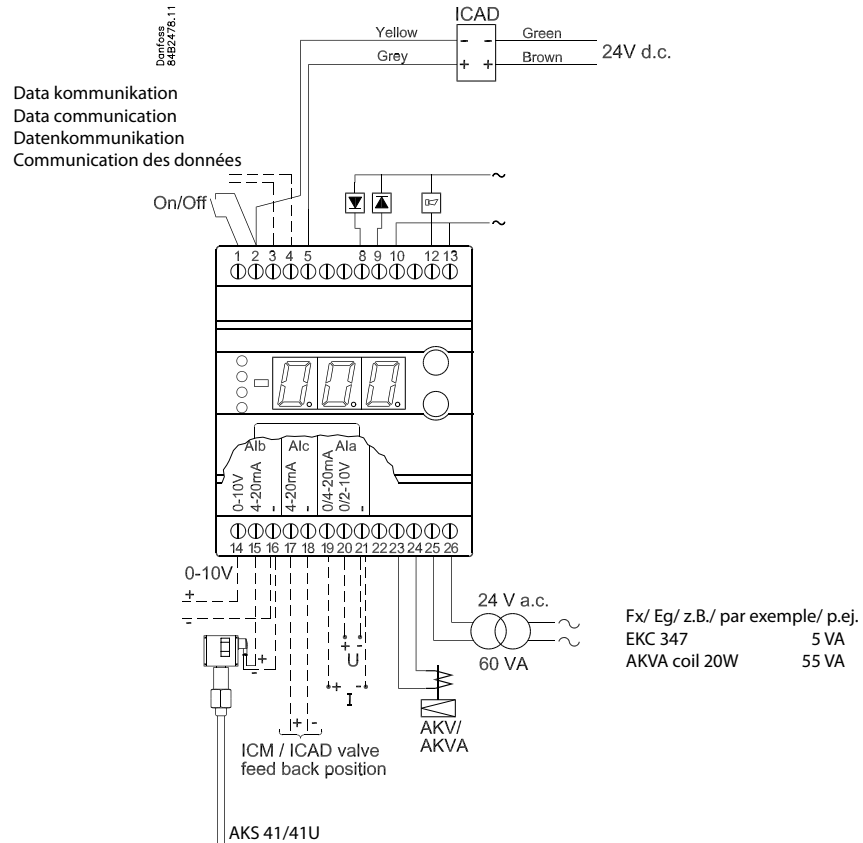 Danfoss
84B2478.11
ICAD
Yellow - - Green
Grey + + Brown
24V d.c.
Data kommunikation
Data communication
Datenkommunikation
Communication des données
On/Off
~
~
1 2 3 4 5 8 9 10 12 13
AIb AIc AIa
0-10V
4-20mA
-
4-20mA
-
0/4-20mA
0/2-10V
-
14 15 16 17 18 19 20 21 22 23 24 25 26
0-10V
+
-
+
-
+ -
U
+ -
I
+ -
ICM / ICAD valve
feed back position
AKS 41/41U
24 V a.c.
60 VA
AKV/
AKVA
Fx/ Eg/ z.B./ par exemple/ p.ej.
EKC 347 5 VA
AKVA coil 20W 55 VA